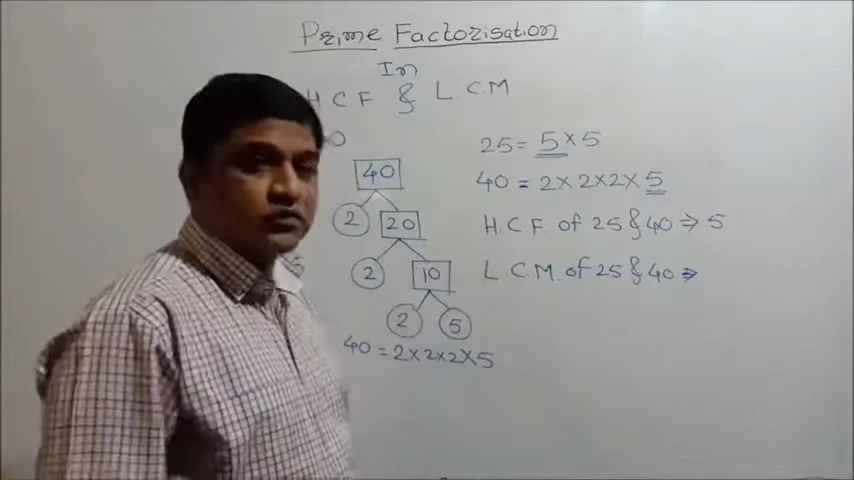 Prime Factorisation
In
H C F & L.C.M
40
2 20
2 10
2 5
40 = 2×2×2×5
25 = 5×5
40 = 2×2×2×5
H.C.F. of 25 & 40 ⇒ 5
L C.M. of 25 & 40 ⇒